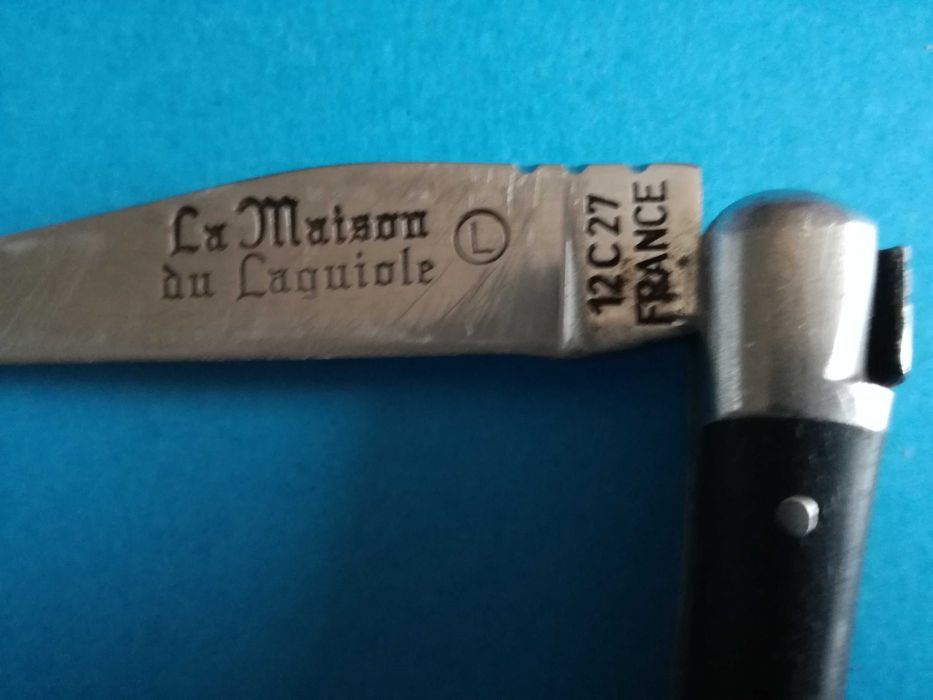 La Maison
du Laguiole
L
12C27
FRANCE